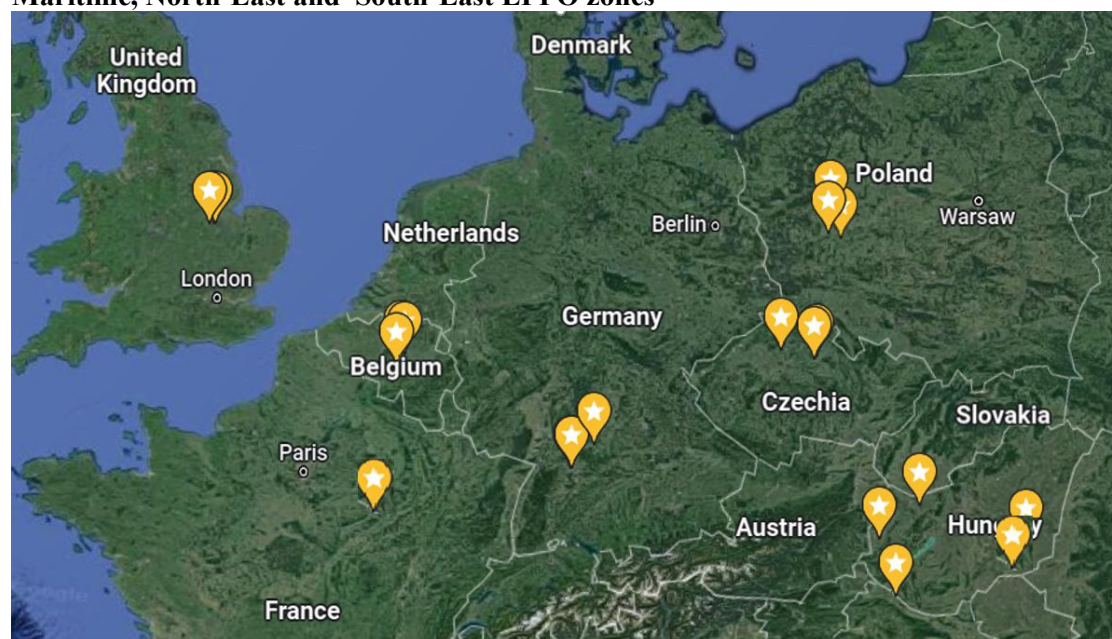 Maritime, North-East and South-East EPPO zones
Denmark
United
Kingdom
Poland
Warsaw
Berlin
Netherlands
London
Germany
Belgium
Czechia
Slovakia
Paris
Austria
Hungary
France